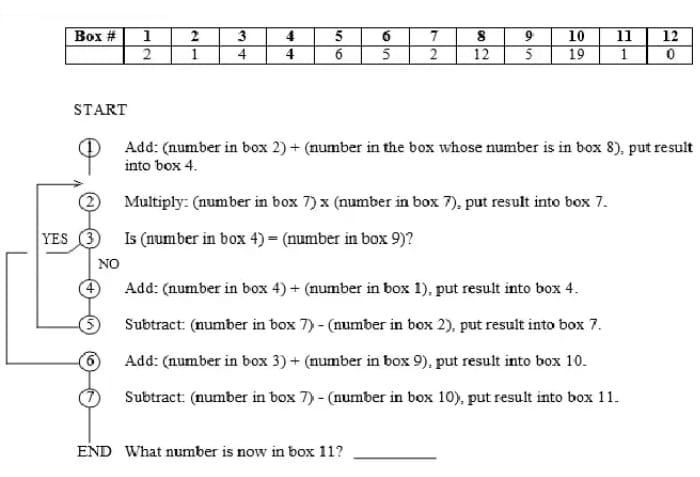 Box # 1 2 3 4 5 6 7 8 9 10 11 12
2 1 4 4 6 5 2 12 5 19 1 0
START
1 Add: (number in box 2) + (number in the box whose number is in box 8), put result
into box 4.
2 Multiply: (number in box 7) x (number in box 7), put result into box 7.
YES 3 Is (number in box 4) = (number in box 9)?
NO
4 Add: (number in box 4) + (number in box 1), put result into box 4.
5 Subtract: (number in box 7) - (number in box 2), put result into box 7.
6 Add: (number in box 3) + (number in box 9), put result into box 10.
7 Subtract: (number in box 7) - (number in box 10), put result into box 11.
END What number is now in box 11?